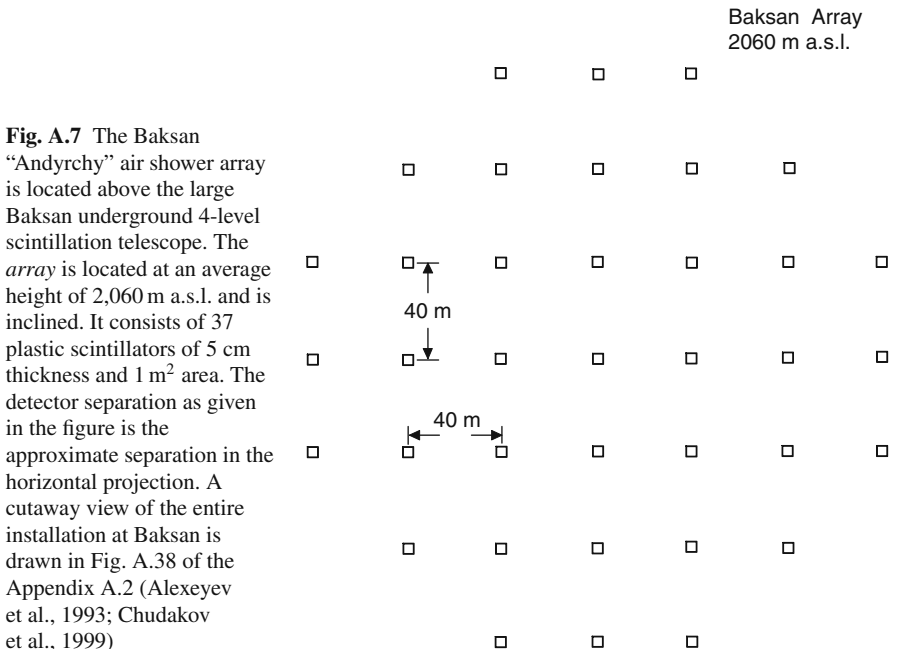 Baksan Array
2060 m a.s.l.
Fig. A.7 The Baksan
“Andyrchy” air shower array
is located above the large
Baksan underground 4-level
scintillation telescope. The
array is located at an average
height of 2,060 m a.s.l. and is
inclined. It consists of 37
plastic scintillators of 5 cm
thickness and 1 m² area. The
detector separation as given
in the figure is the
approximate separation in the
horizontal projection. A
cutaway view of the entire
installation at Baksan is
drawn in Fig. A.38 of the
Appendix A.2 (Alexeyev
et al., 1993; Chudakov
et al., 1999)
40 m
40 m